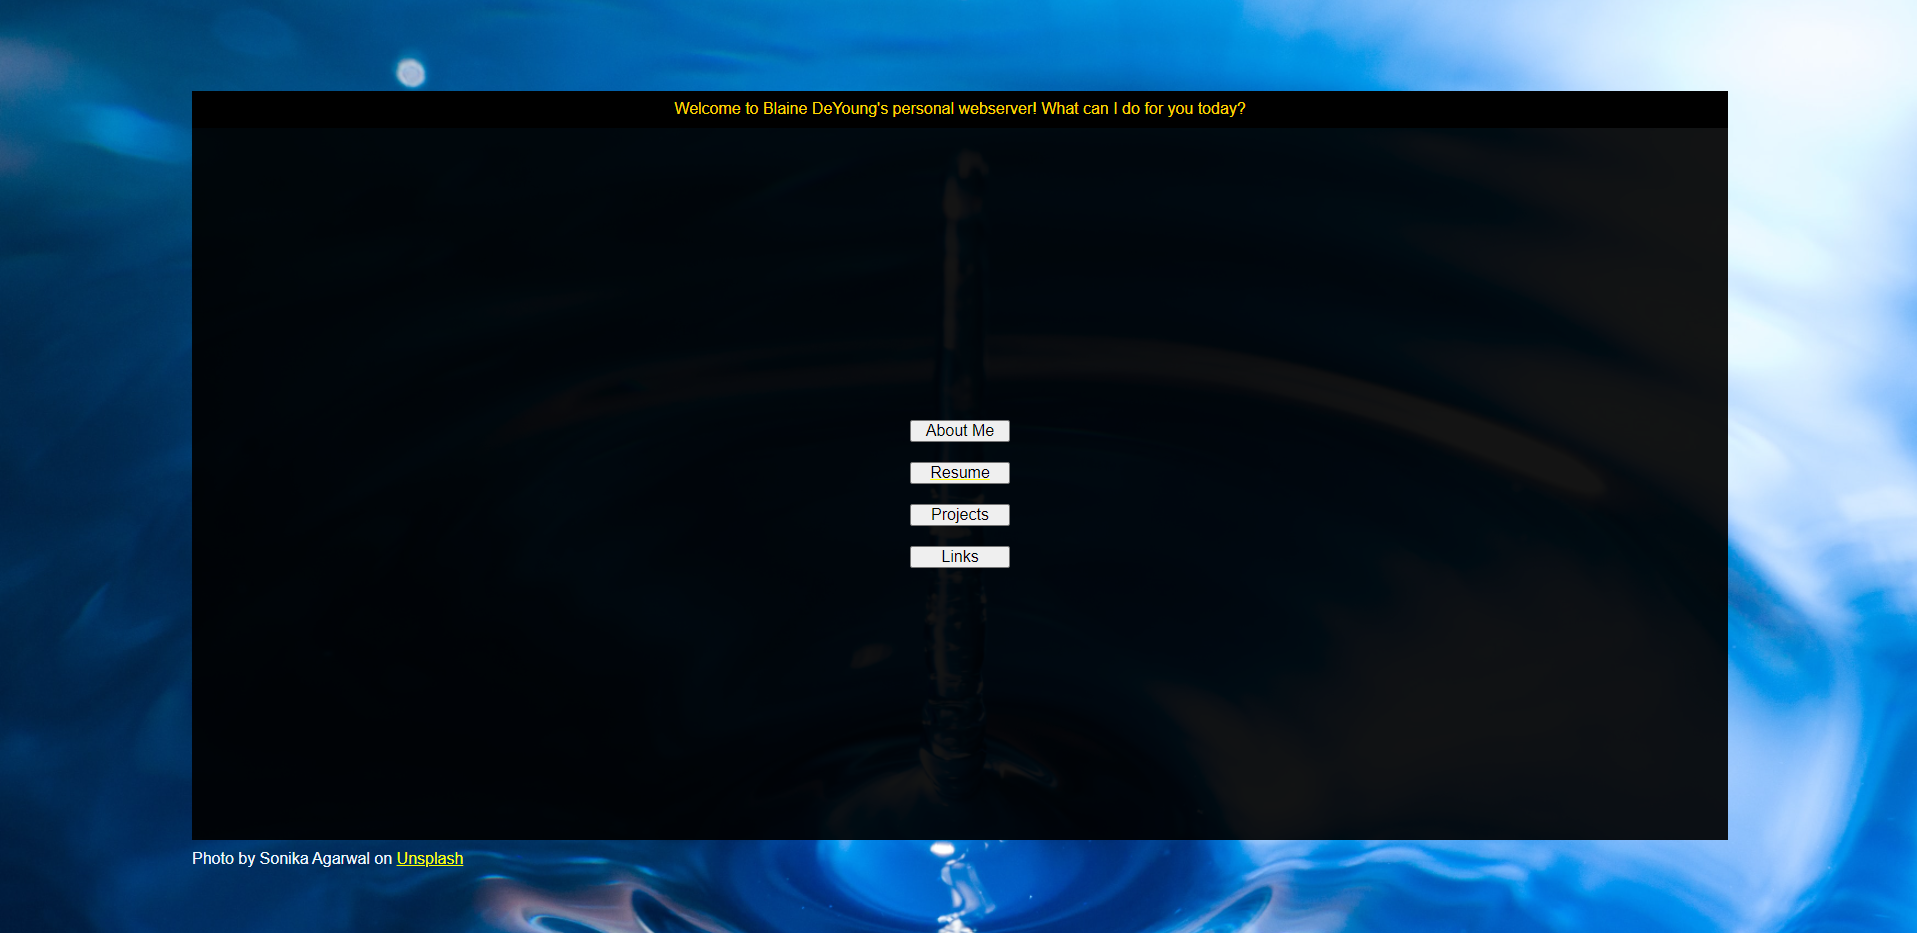 Welcome to Blaine DeYoung's personal webserver! What can I do for you today?
About Me
Resume
Projects
Links
Photo by Sonika Agarwal on Unsplash